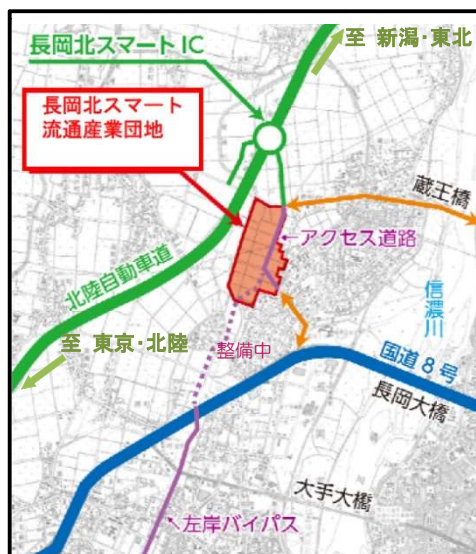 至 新潟・東北
長岡北スマート IC
長岡北スマート
流通産業団地
蔵王橋
←アクセス道路
北陸自動車道
信濃川
至 東京・北陸
整備中
国道 8 号
長岡大橋
大手大橋
←左岸バイパス